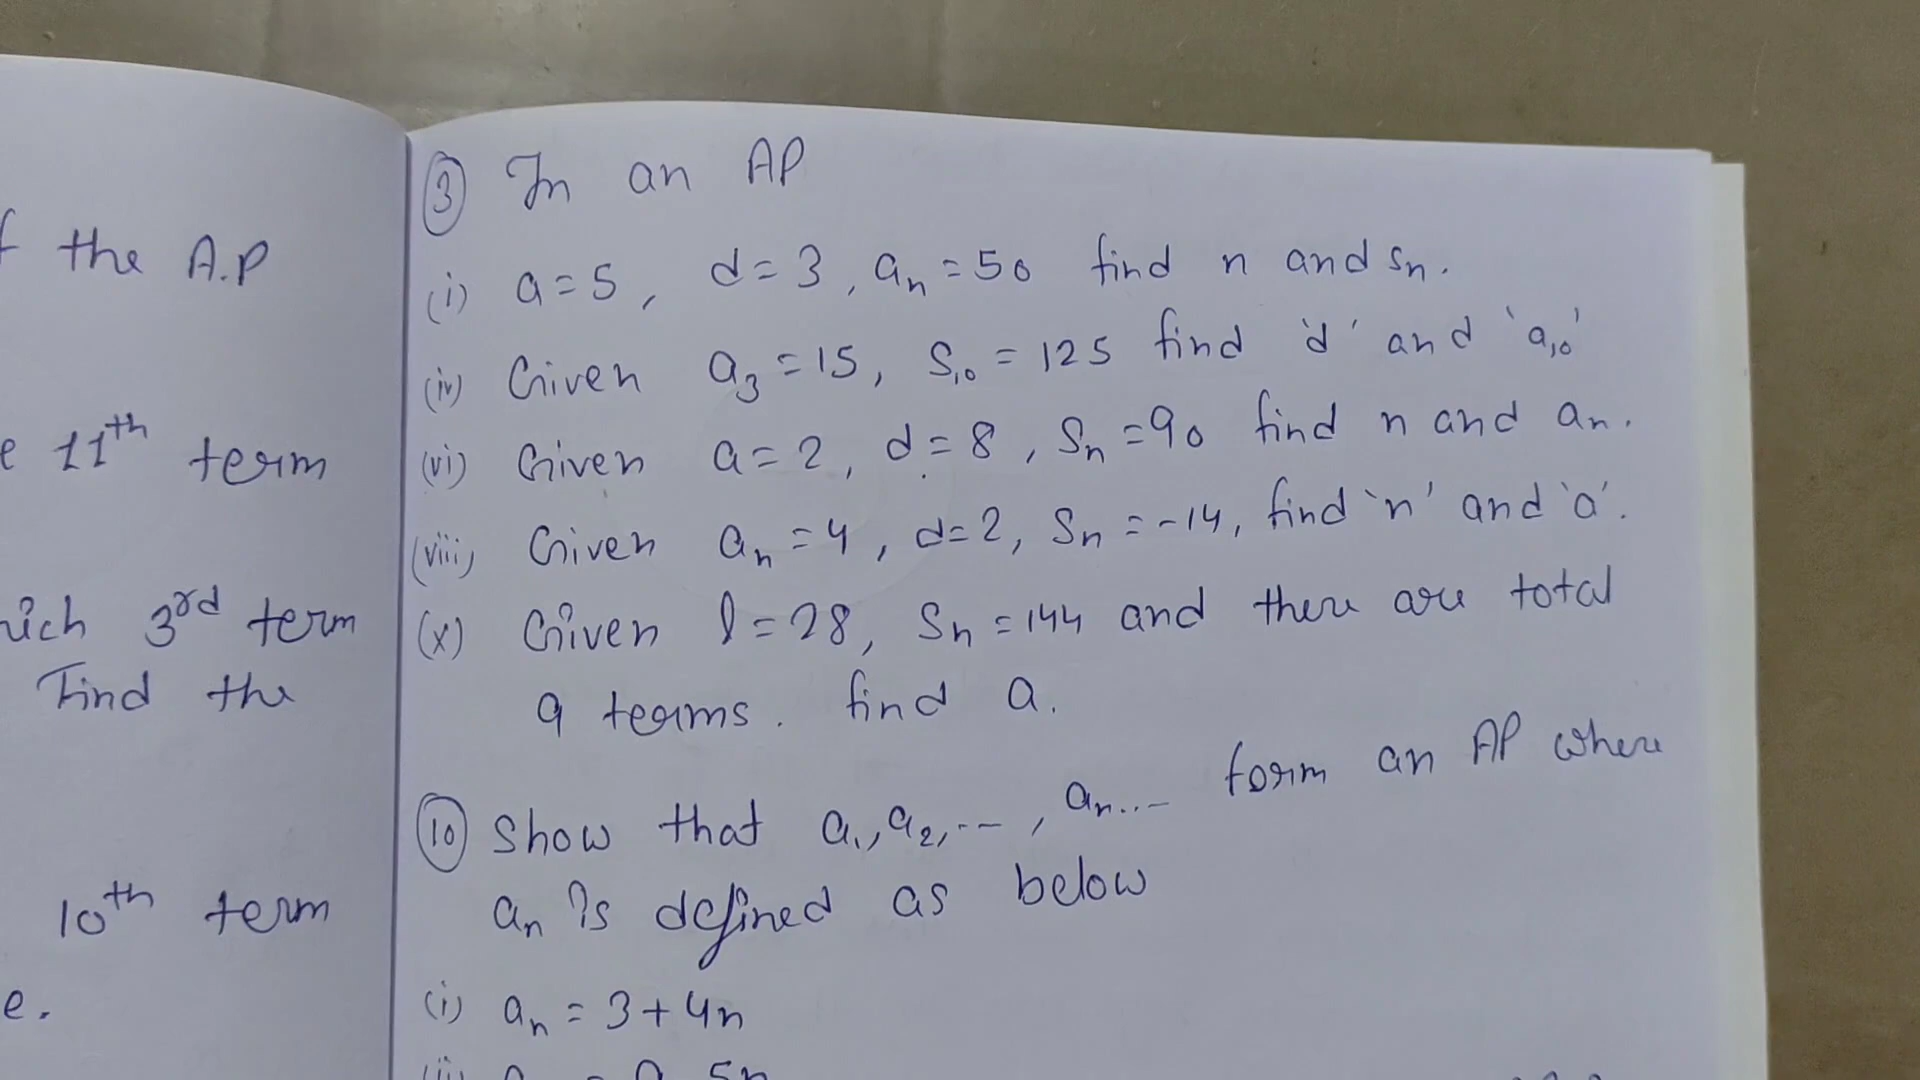 the A.P
11th term
3rd term
Find the
10th term
e.
③ In an AP
(i) a=5, d=3, an=50 find n and Sn.
(iv) Given a3=15, S10=125 find 'd' and 'a10'
(vi) Given a=2, d=8, Sn=90 find n and an.
(viii) Given an=4, d=2, Sn=-14, find 'n' and 'a'.
(x) Given l=28, Sn=144 and there are total
9 terms. find a.
⑩ Show that a1, a2, ---, an... form an AP where
an is defined as below
(i) an = 3+4n